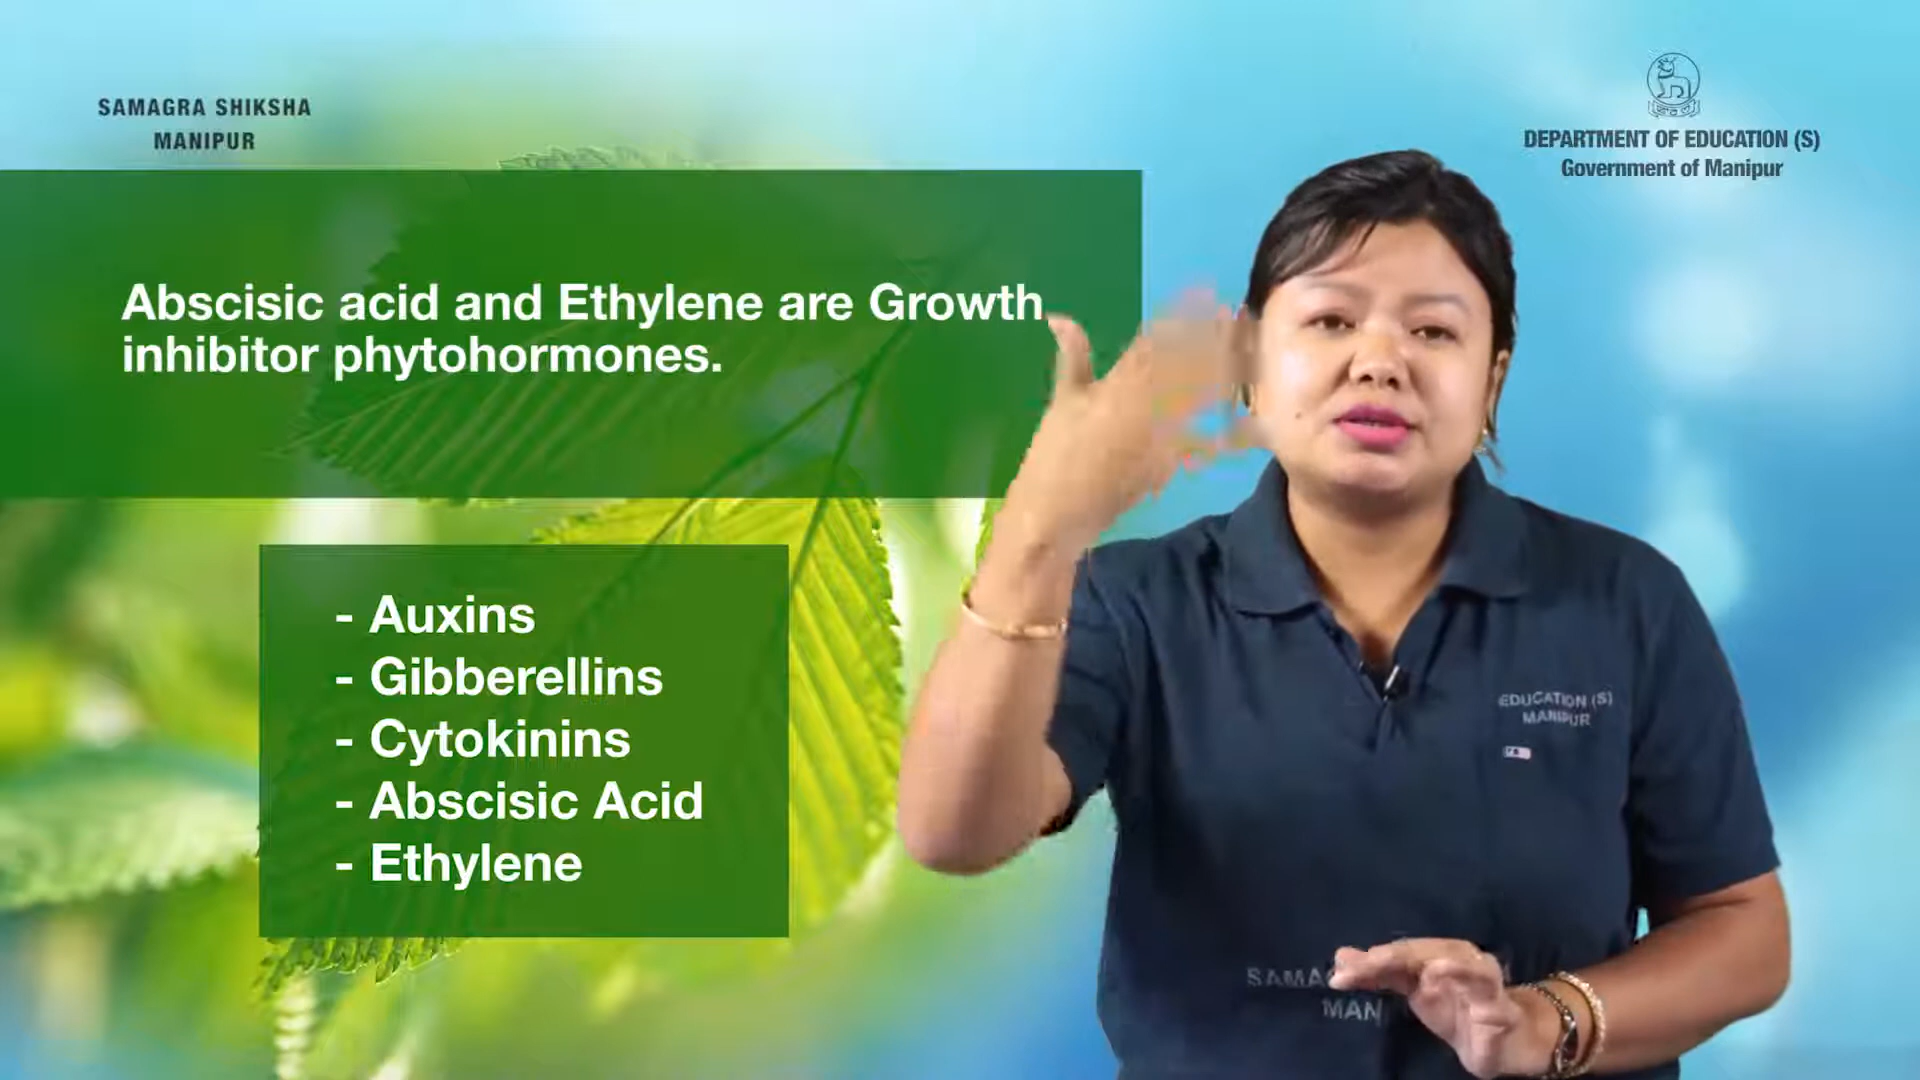 SAMAGRA SHIKSHA
MANIPUR
DEPARTMENT OF EDUCATION (S)
Government of Manipur
Abscisic acid and Ethylene are Growth
inhibitor phytohormones.
- Auxins
- Gibberellins
- Cytokinins
- Abscisic Acid
- Ethylene
EDUCATION (S)
MANIPUR